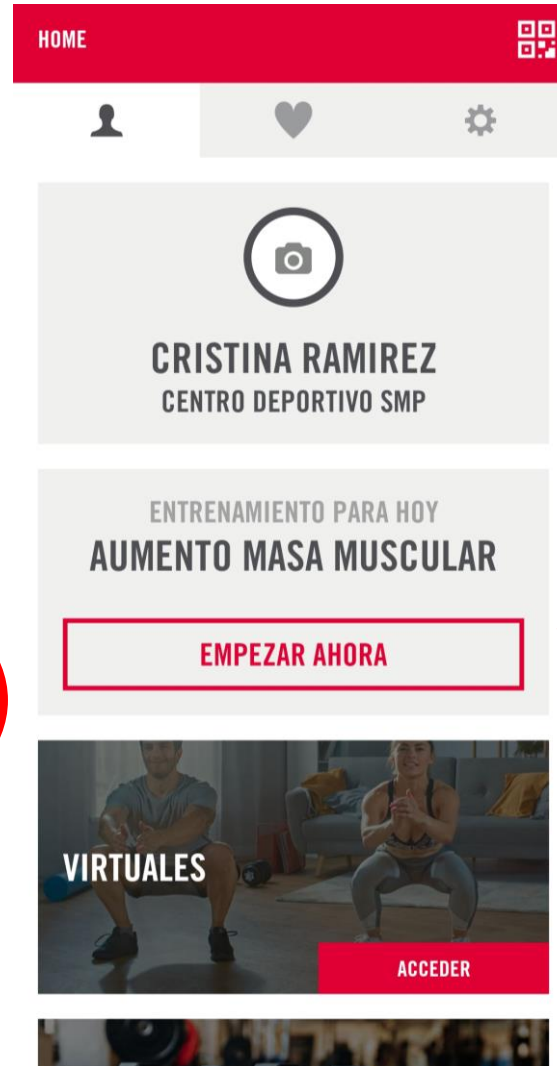 HOME
CRISTINA RAMIREZ
CENTRO DEPORTIVO SMP
ENTRENAMIENTO PARA HOY
AUMENTO MASA MUSCULAR
EMPEZAR AHORA
VIRTUALES
ACCEDER